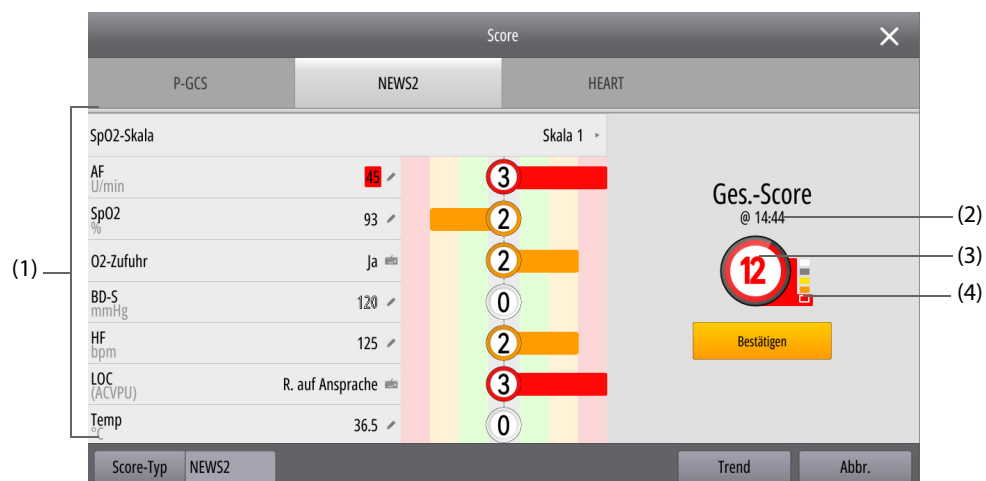 Score
P-GCS NEWS2 HEART
SpO2-Skala Skala 1
AF
U/min
45
3
SpO2
%
93
2
O2-Zufuhr Ja
2
BD-S
mmHg
120
0
HF
bpm
125
2
LOC
(ACVPU)
R. auf Ansprache
3
Temp
°C
36.5
0
Ges.-Score
@ 14:44
12
Bestätigen
(1)
(2)
(3)
(4)
Score-Typ NEWS2 Trend Abbr.